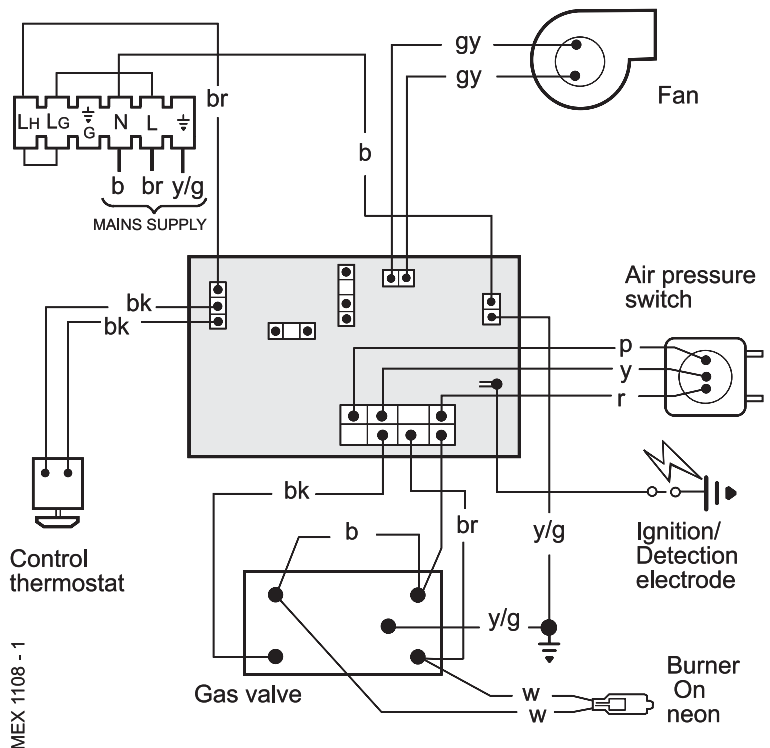 gy
gy
Fan
br
LH LG G N L
b
b br y/g
MAINS SUPPLY
Air pressure
switch
bk
bk
p
y
r
bk
br
y/g
b
Ignition/
Detection
electrode
Control
thermostat
y/g
Gas valve
w
w
Burner
On
neon
MEX 1108 - 1